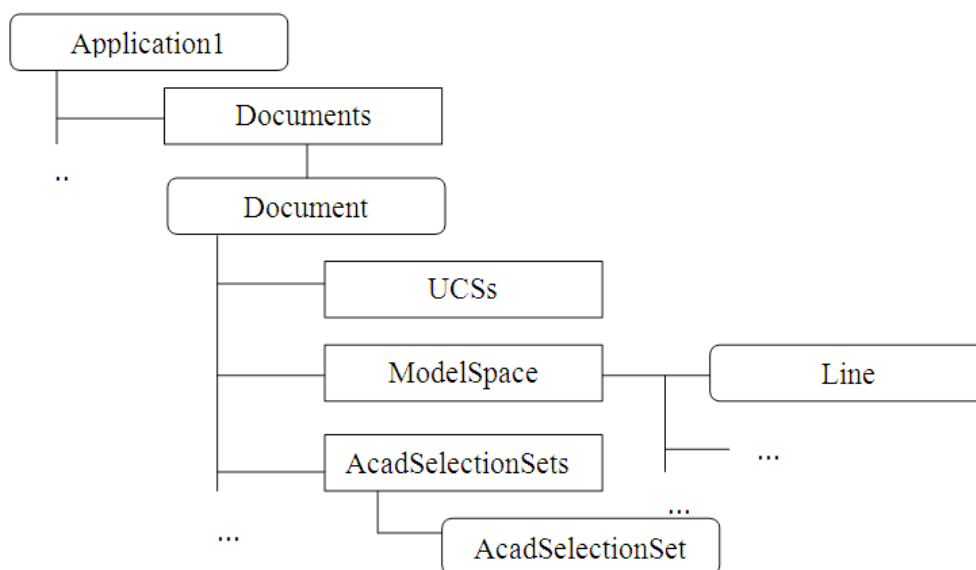 Application1
Documents
..
Document
UCSs
ModelSpace
Line
AcadSelectionSets
...
...
...
AcadSelectionSet